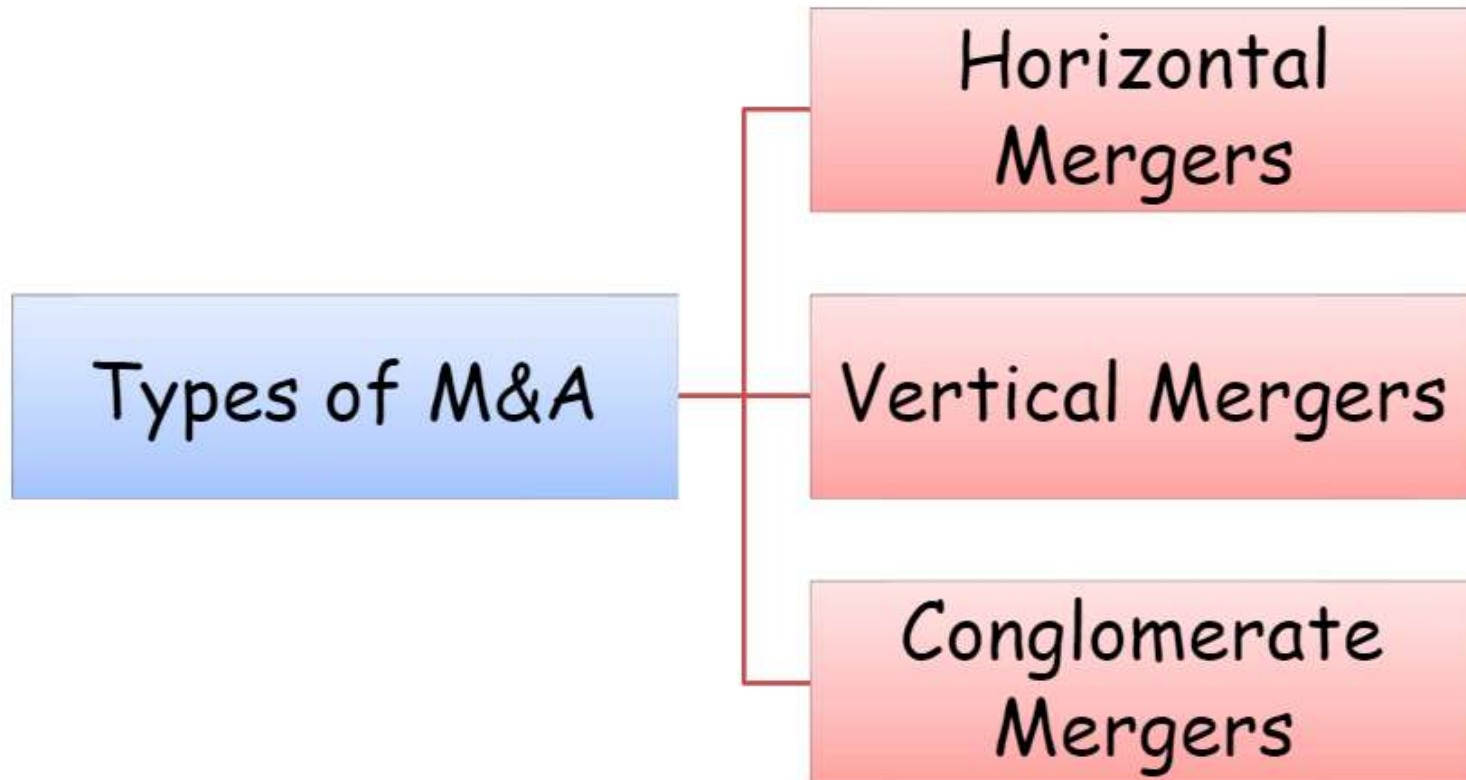 Types of M&A
Horizontal
Mergers
Vertical Mergers
Conglomerate
Mergers